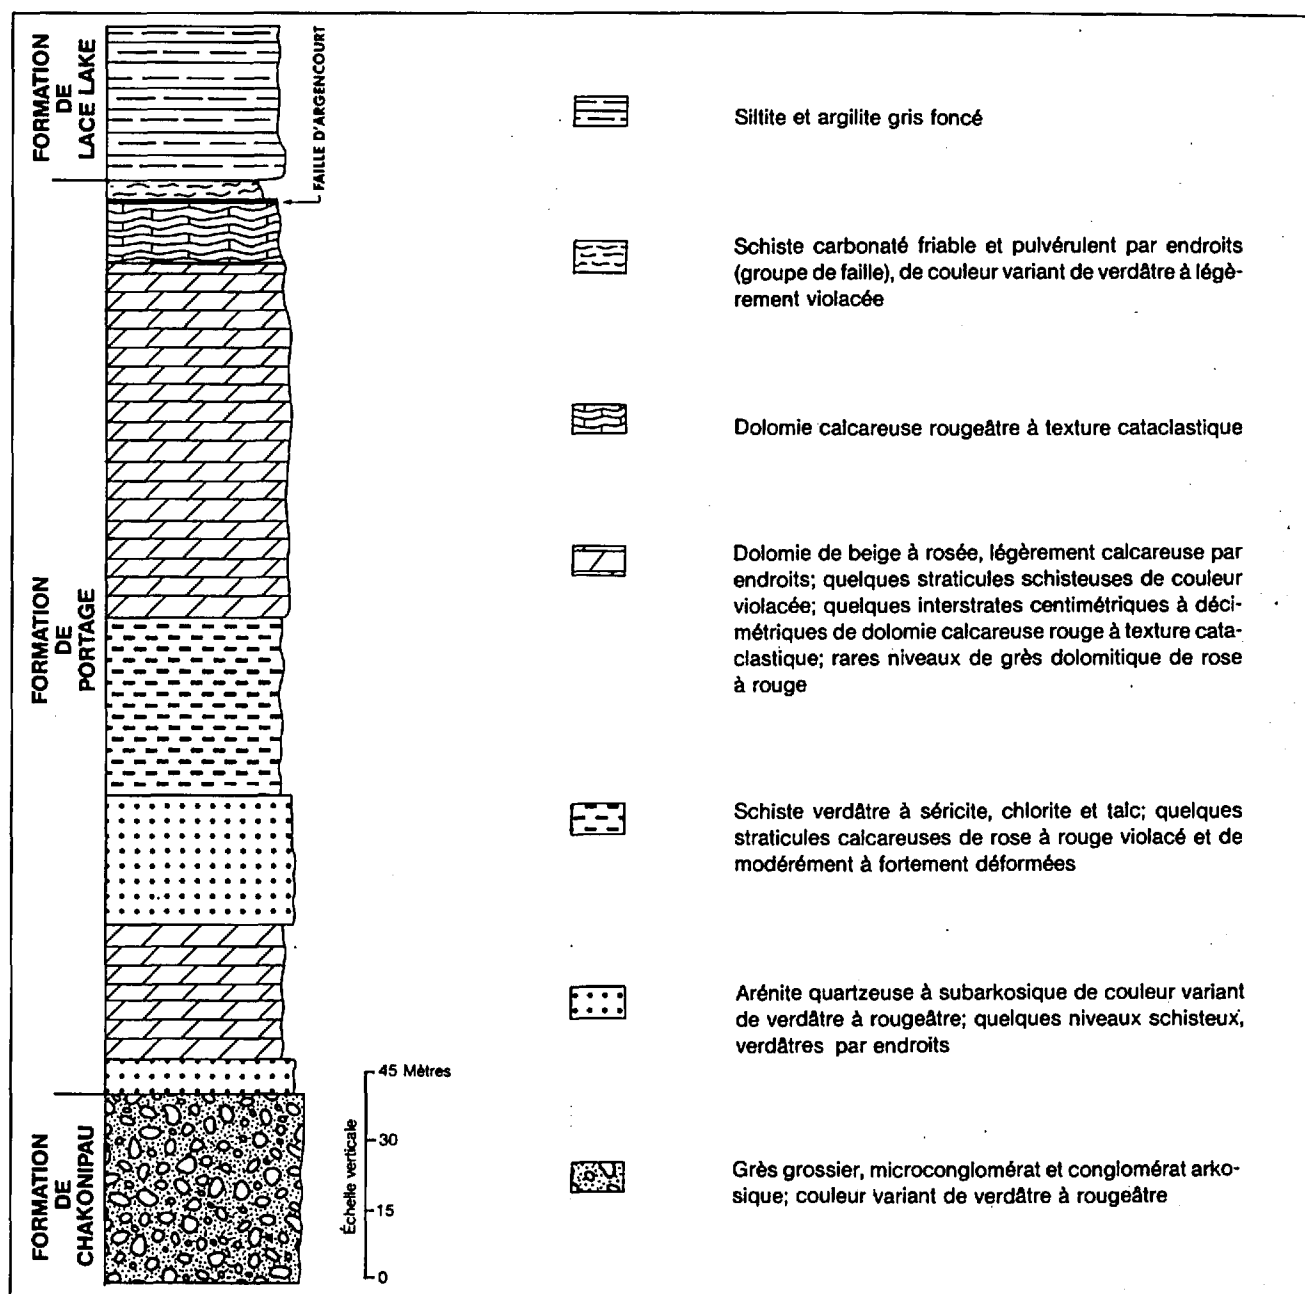 FORMATION
DE
LACE LAKE
FAILLE D'ARGENCOURT
FORMATION
DE
PORTAGE
FORMATION
DE
CHAKONIPAU
Siltite et argilite gris foncé
Schiste carbonaté friable et pulvérulent par endroits
(groupe de faille), de couleur variant de verdâtre à légè-
rement violacée
Dolomie calcareuse rougeâtre à texture cataclastique
Dolomie de beige à rosée, légèrement calcareuse par
endroits; quelques straticules schisteuses de couleur
violacée; quelques interstrates centimétriques à déci-
métriques de dolomie calcareuse rouge à texture cata-
clastique; rares niveaux de grès dolomitique de rose
à rouge
Schiste verdâtre à séricite, chlorite et talc; quelques
straticules calcareuses de rose à rouge violacé et de
modérément à fortement déformées
Arénite quartzeuse à subarkosique de couleur variant
de verdâtre à rougeâtre; quelques niveaux schisteux,
verdâtres par endroits
Grès grossier, microconglomérat et conglomérat arko-
sique; couleur variant de verdâtre à rougeâtre
45 Mètres
30
15
0
Échelle verticale